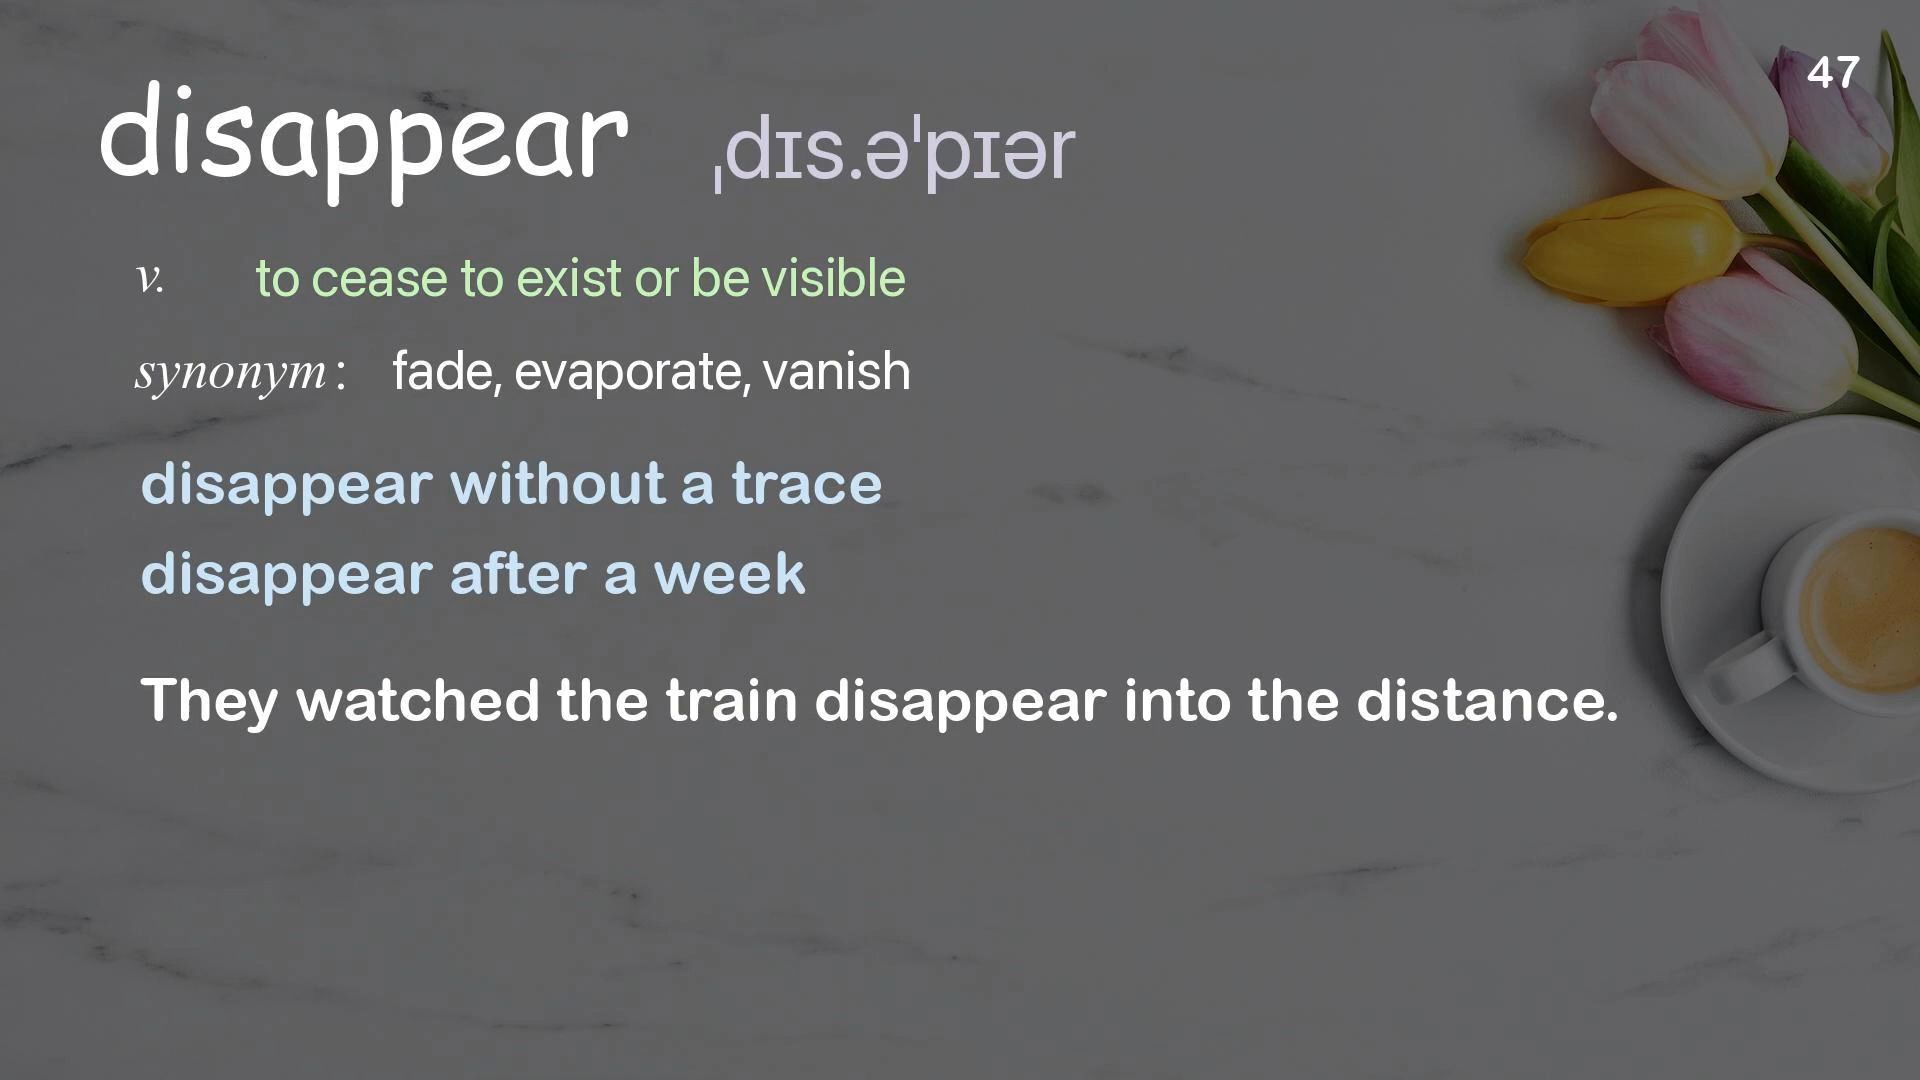 47
disappear ˌdɪs.əˈpɪər
v. to cease to exist or be visible
synonym : fade, evaporate, vanish
disappear without a trace
disappear after a week
They watched the train disappear into the distance.